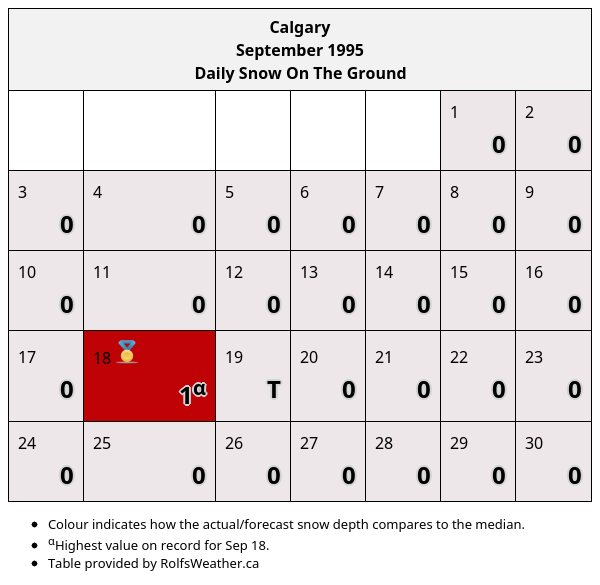 Calgary
September 1995
Daily Snow On The Ground
1 2
0 0
3 4 5 6 7 8 9
0 0 0 0 0 0 0
10 11 12 13 14 15 16
0 0 0 0 0 0 0
17 18 19 20 21 22 23
0 1α T 0 0 0 0
24 25 26 27 28 29 30
0 0 0 0 0 0 0
Colour indicates how the actual/forecast snow depth compares to the median.
αHighest value on record for Sep 18.
Table provided by RolfsWeather.ca